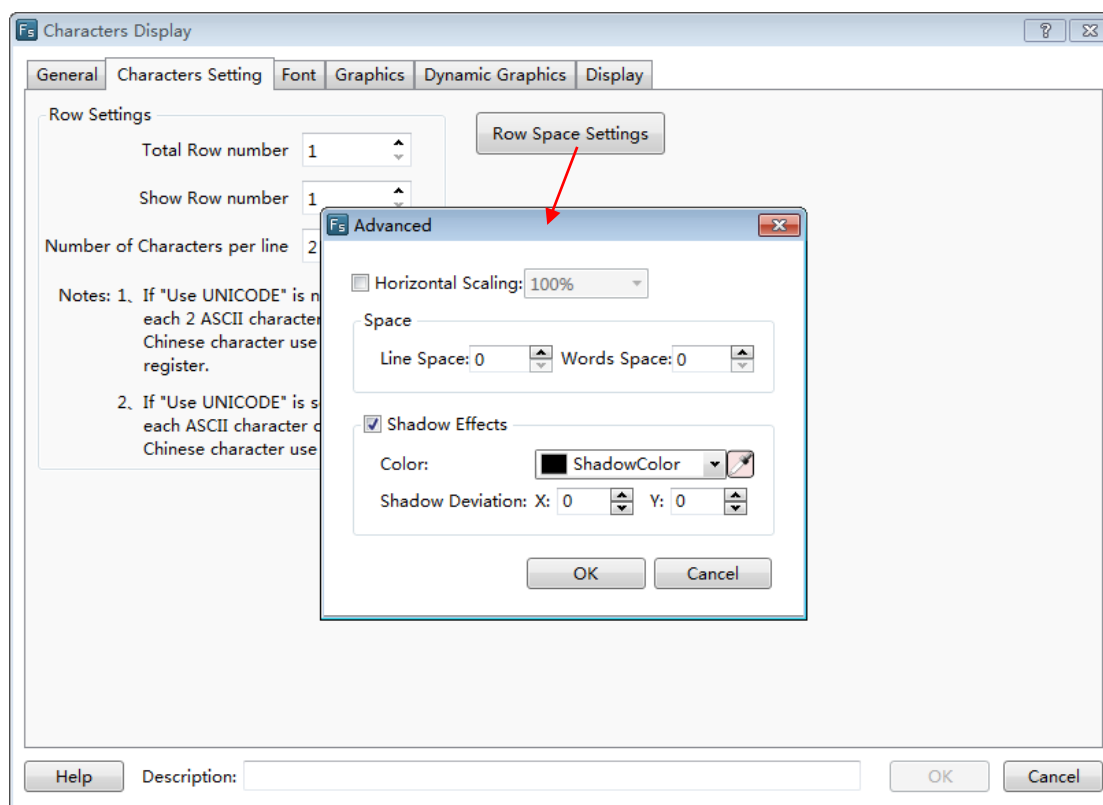 Fs Characters Display
General Characters Setting Font Graphics Dynamic Graphics Display
Row Settings
Row Space Settings
Total Row number 1
Show Row number 1
Number of Characters per line 2
Notes: 1、If "Use UNICODE" is n
each 2 ASCII character
Chinese character use
register.
2、If "Use UNICODE" is s
each ASCII character
Chinese character use
Fs Advanced
Horizontal Scaling: 100%
Space
Line Space: 0 Words Space: 0
Shadow Effects
Color: ShadowColor
Shadow Deviation: X: 0 Y: 0
OK Cancel
Help Description: OK Cancel